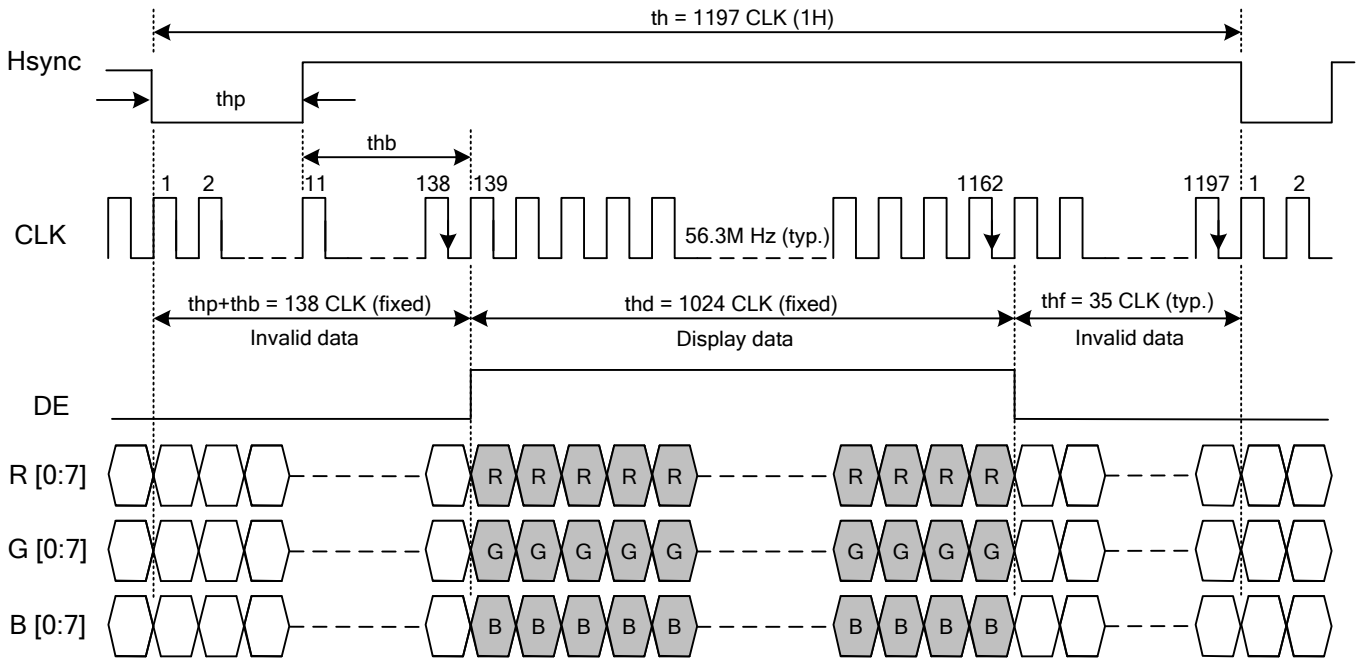 th = 1197 CLK (1H)
Hsync
thp
thb
1 2 11 138 139 1162 1197 1 2
CLK
56.3M Hz (typ.)
thp+thb = 138 CLK (fixed)
thd = 1024 CLK (fixed)
thf = 35 CLK (typ.)
Invalid data
Display data
Invalid data
DE
R [0:7] R R R R R R R R R
G [0:7] G G G G G G G G G
B [0:7] B B B B B B B B B